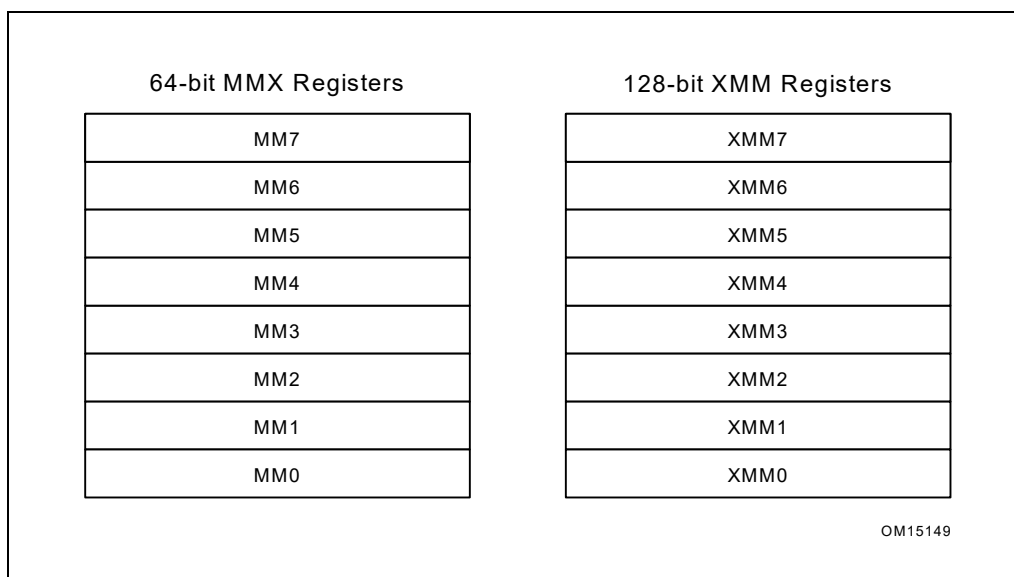 64-bit MMX Registers
MM7
MM6
MM5
MM4
MM3
MM2
MM1
MM0
128-bit XMM Registers
XMM7
XMM6
XMM5
XMM4
XMM3
XMM2
XMM1
XMM0
OM15149